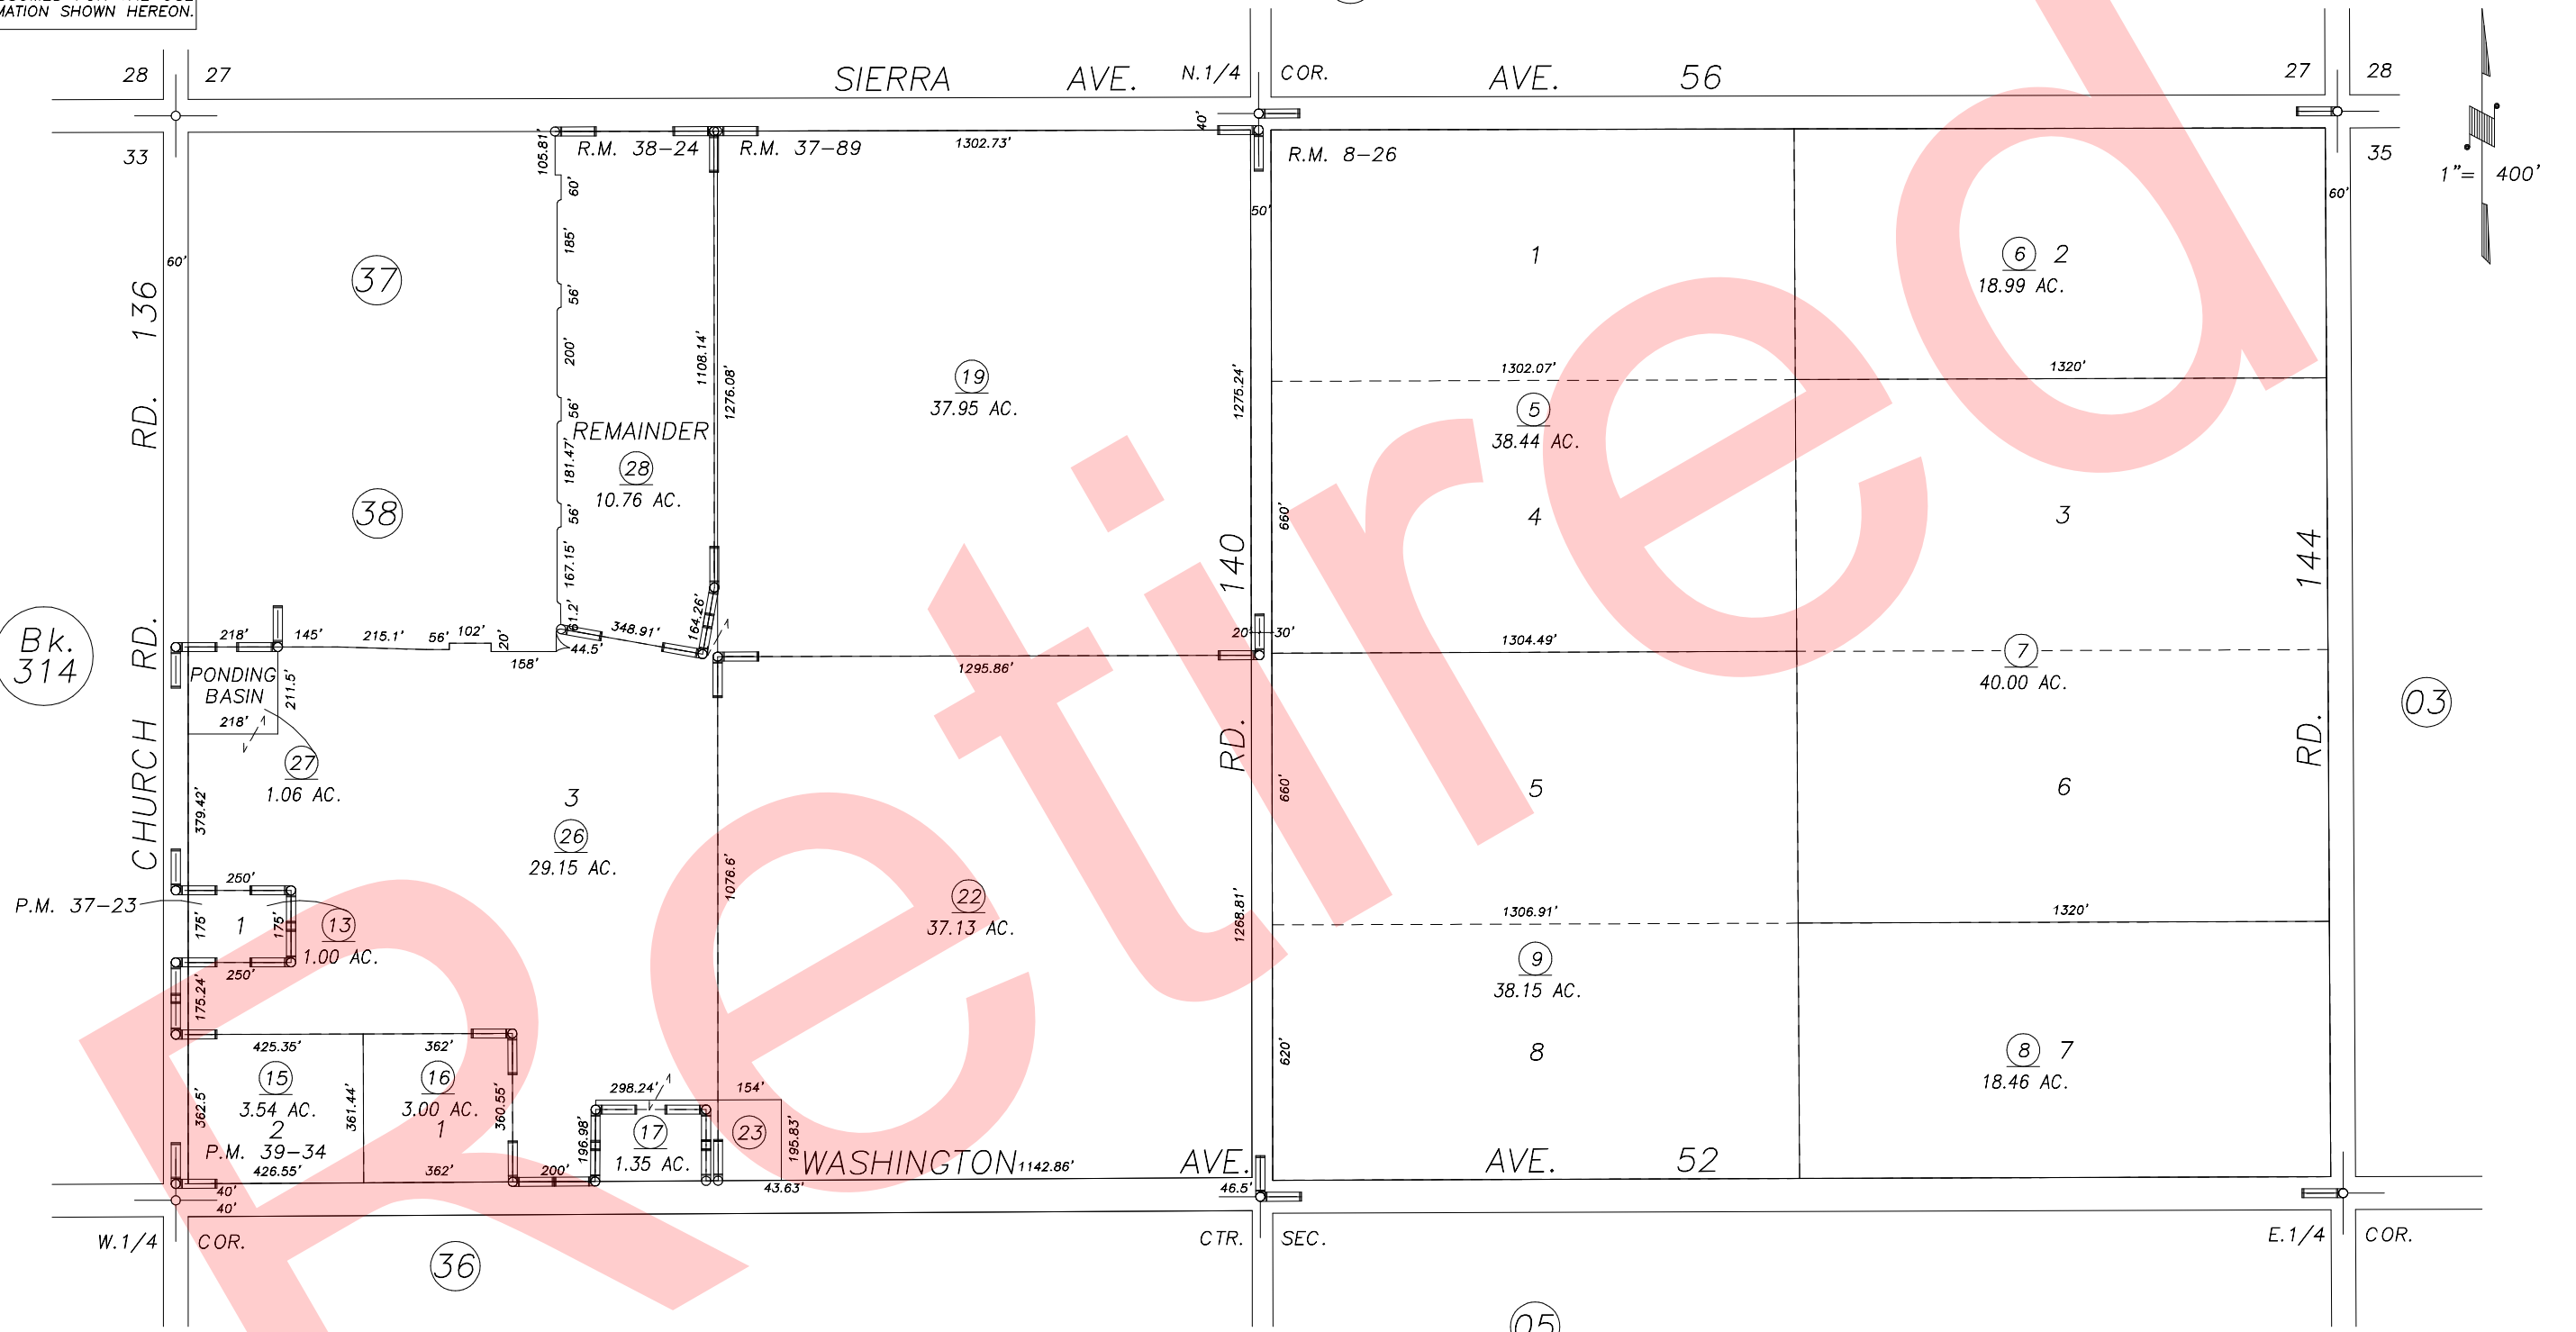 MATION SHOWN HEREON.
28 27
SIERRA AVE. N.1/4 COR. AVE. 56
27 28
33
35
1"= 400'
R.M. 38-24
R.M. 37-89
1302.73'
R.M. 8-26
40'
105.81'
60'
185'
56'
200'
56'
181.47'
56'
167.15'
61.2'
60'
RD. 136
37
38
REMAINDER
28
10.76 AC.
1108.14'
1276.08'
19
37.95 AC.
50'
1275.24'
1
6 2
18.99 AC.
60'
1302.07'
1320'
5
38.44 AC.
4
3
660'
140
144
Bk.
314
CHURCH RD.
218' 145' 215.1' 56' 102' 20'
158'
44.5'
348.91'
164.26'
20' 30'
1295.86'
1304.49'
7
40.00 AC.
03
PONDING
BASIN
211.5'
218'
27
1.06 AC.
379.42'
3
26
29.15 AC.
1076.6'
RD.
RD.
660'
5
6
250'
P.M. 37-23
175'
1
175'
13
1.00 AC.
250'
175.24'
22
37.13 AC.
1268.81'
1306.91'
1320'
9
38.15 AC.
8
620'
8 7
18.46 AC.
425.35' 362'
15
3.54 AC.
2
P.M. 39-34
426.55'
362.5'
361.44'
16
3.00 AC.
1
362'
360.55'
200'
298.24'
154'
196.98'
17
1.35 AC.
23
195.83'
WASHINGTON 1142.86' AVE. AVE. 52
43.63'
46.5'
40'
40'
W.1/4 COR.
CTR. SEC.
E.1/4 COR.
36
05
Retired